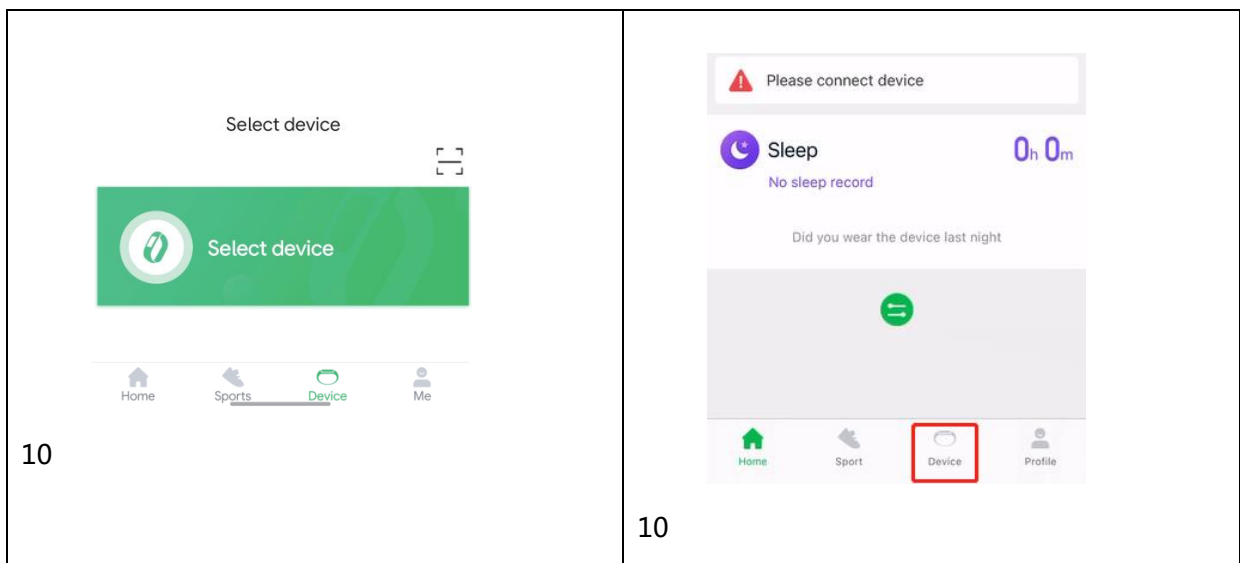 Select device
Select device
Home Sports Device Me
10
Please connect device
Sleep 0h 0m
No sleep record
Did you wear the device last night
Home Sport Device Profile
10